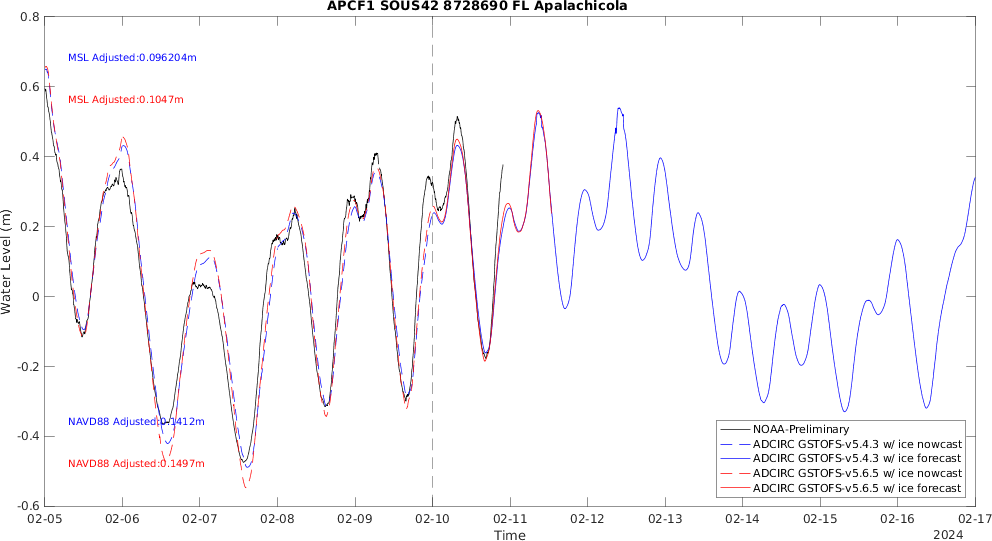 APCF1 SOUS42 8728690 FL Apalachicola
0.8
0.6
0.4
0.2
0
-0.2
-0.4
-0.6
Water Level (m)
MSL Adjusted:0.096204m
MSL Adjusted:0.1047m
NAVD88 Adjusted:0.1412m
NAVD88 Adjusted:0.1497m
NOAA-Preliminary
ADCIRC GSTOFS-v5.4.3 w/ ice nowcast
ADCIRC GSTOFS-v5.4.3 w/ ice forecast
ADCIRC GSTOFS-v5.6.5 w/ ice nowcast
ADCIRC GSTOFS-v5.6.5 w/ ice forecast
02-05 02-06 02-07 02-08 02-09 02-10 02-11 02-12 02-13 02-14 02-15 02-16 02-17
Time
2024